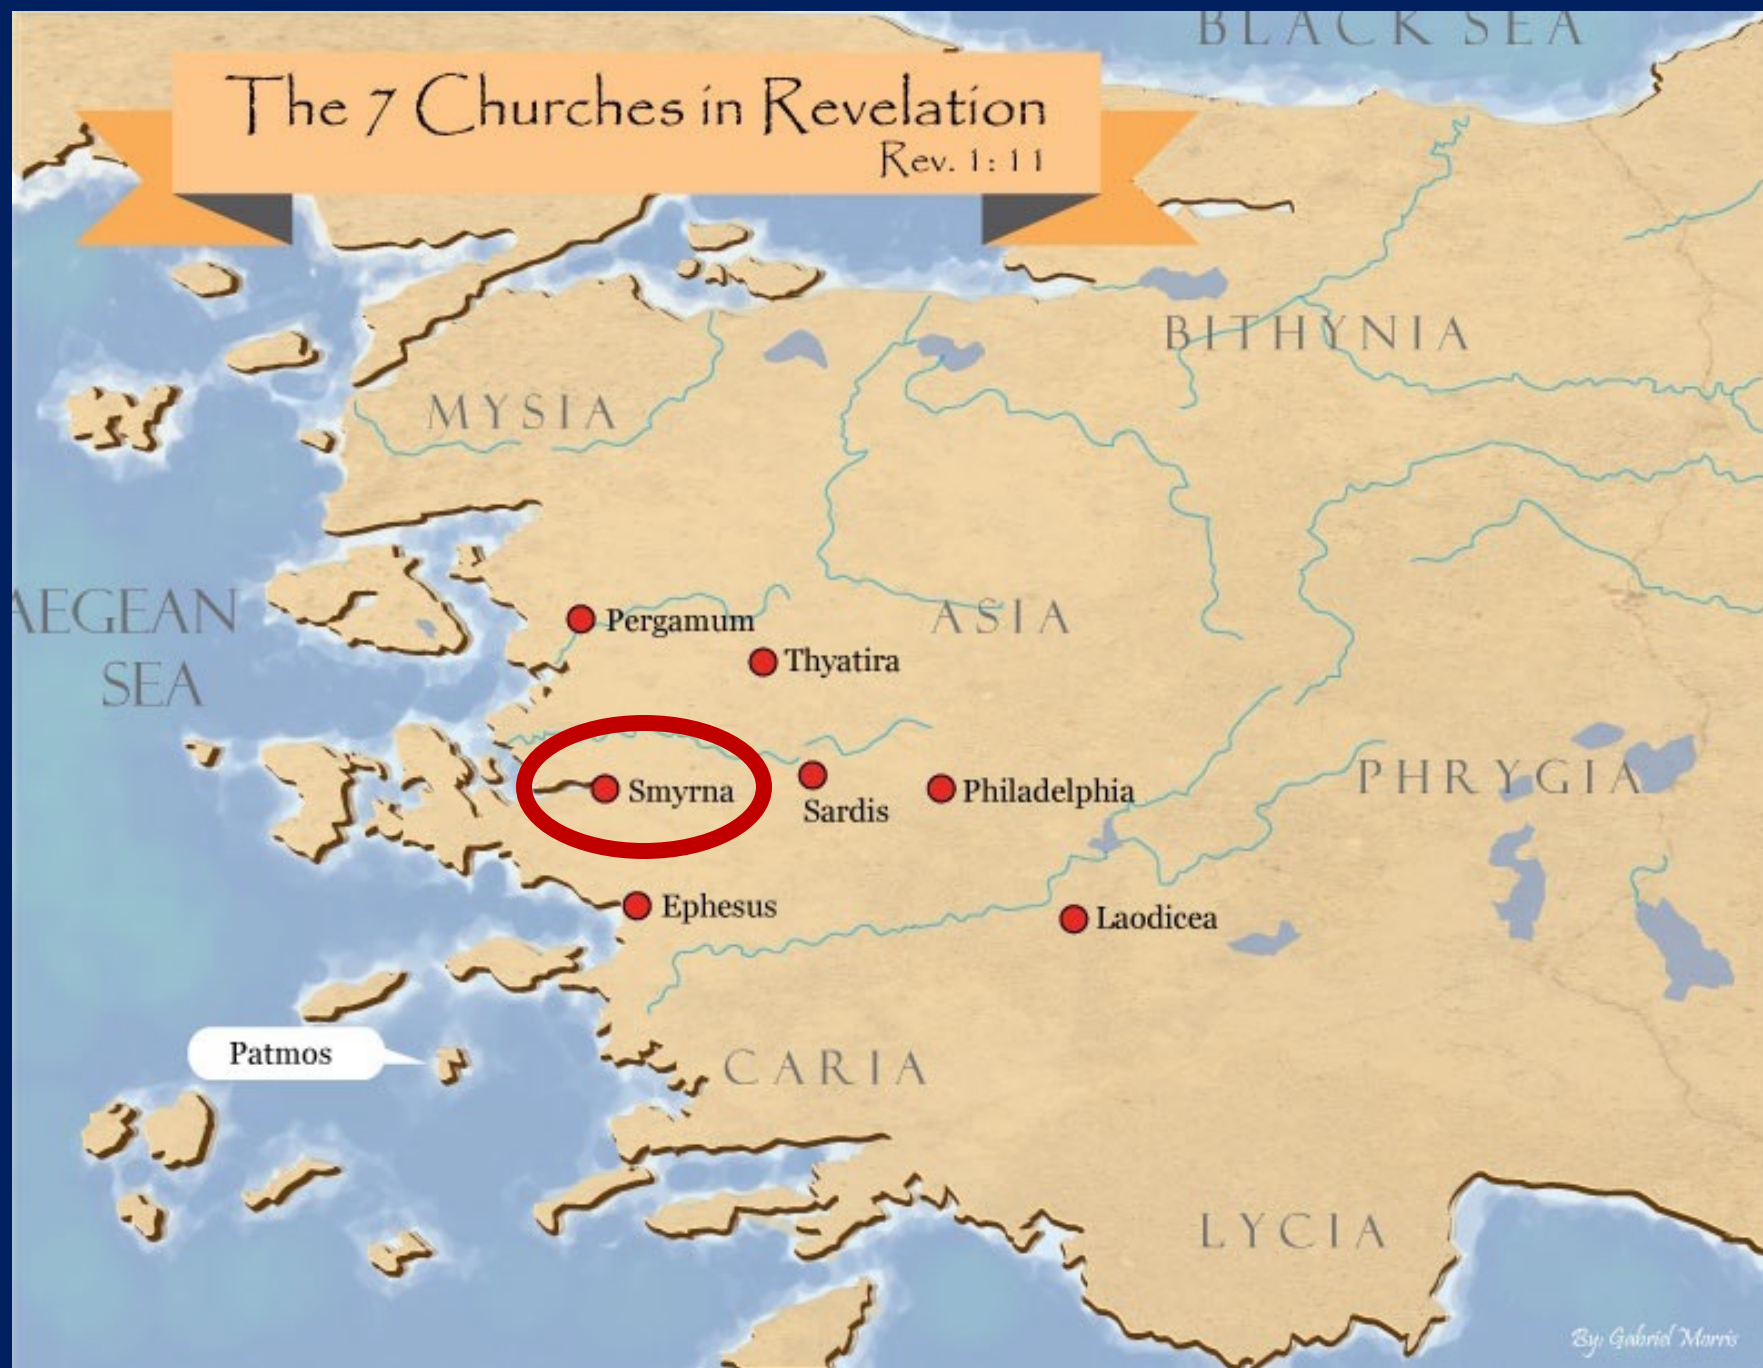 BLACK SEA
The 7 Churches in Revelation
Rev. 1:11
BITHYNIA
MYSIA
AEGEAN
SEA
Pergamum
ASIA
Thyatira
Smyrna
Sardis
Philadelphia
PHRYGIA
Ephesus
Laodicea
Patmos
CARIA
LYCIA
By: Gabriel Morris